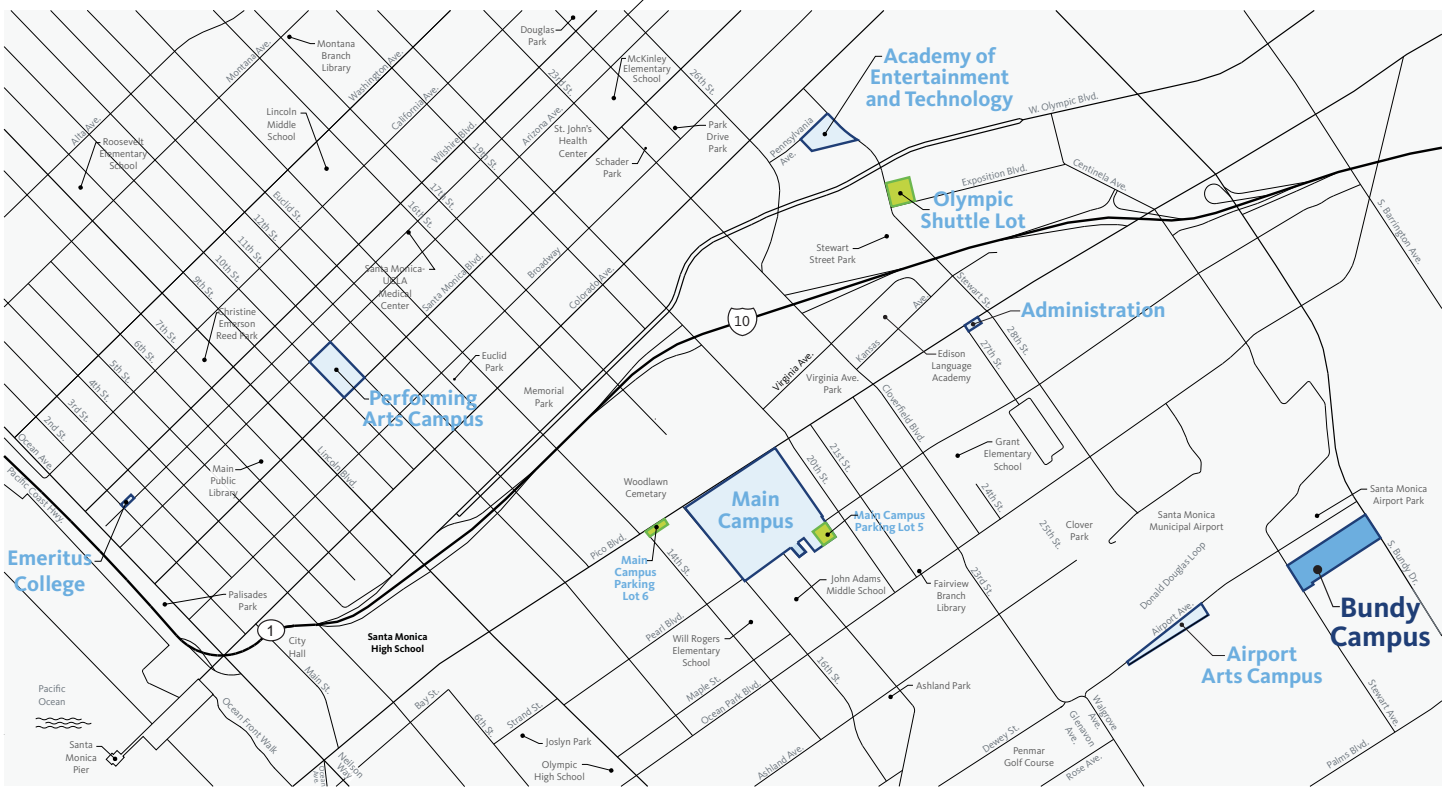 Douglas
Park
Montana
Branch
Library
Montana Ave.
Washington Ave.
McKinley
Elementary
School
23rd St.
26th St.
Academy of
Entertainment
and Technology
California Ave.
Arizona Ave.
W. Olympic Blvd.
Lincoln
Middle
School
Alta Ave.
Roosevelt
Elementary
School
Wilshire Blvd.
19th St.
St. John's
Health
Center
Schader
Park
Park
Drive
Park
Pennsylvania
Ave.
Exposition Blvd.
Centinela Ave.
17th St.
16th St.
Euclid St.
12th St.
11th St.
10th St.
9th St.
Olympic
Shuttle Lot
S. Barrington Ave.
Stewart
Street Park
Santa Monica-
UCLA
Medical
Center
Santa Monica Blvd.
Broadway
Colorado Ave.
Stewart St.
Christine
Emerson
Reed Park
7th St.
6th St.
5th St.
4th St.
3rd St.
2nd St.
Ocean Ave.
Pacific Coast Hwy.
10
Administration
Kansas
Ave.
28th St.
27th St.
Edison
Language
Academy
Virginia Ave.
Virginia Ave.
Park
Euclid
Park
Memorial
Park
Performing
Arts Campus
Cloverfield Blvd.
Main
Public
Library
Lincoln Blvd.
Grant
Elementary
School
21st St.
20th St.
Woodlawn
Cemetary
Main
Campus
Main Campus
Parking Lot 5
24th St.
25th St.
Clover
Park
Santa Monica
Municipal Airport
Santa Monica
Airport Park
Emeritus
College
Pico Blvd.
Main
Campus
Parking
Lot 6
14th St.
John Adams
Middle School
Fairview
Branch
Library
23rd St.
Donald Douglas Loop
Airport Ave.
S. Bundy Dr.
Bundy
Campus
Palisades
Park
1
City
Hall
Santa Monica
High School
Pearl Blvd.
Will Rogers
Elementary
School
Airport
Arts Campus
Main St.
Bay St.
Maple St.
Ocean Park Blvd.
16th St.
Ashland Park
Stewart Ave.
Pacific
Ocean
Ocean Front Walk
6th St.
Strand St.
Walgrove
Ave.
Glenavon
Ave.
Dewey St.
Penmar
Golf Course
Rose Ave.
Palms Blvd.
Santa
Monica
Pier
Neilson
Way
Ocean
Ave.
Joslyn Park
Olympic
High School
Ashland Ave.